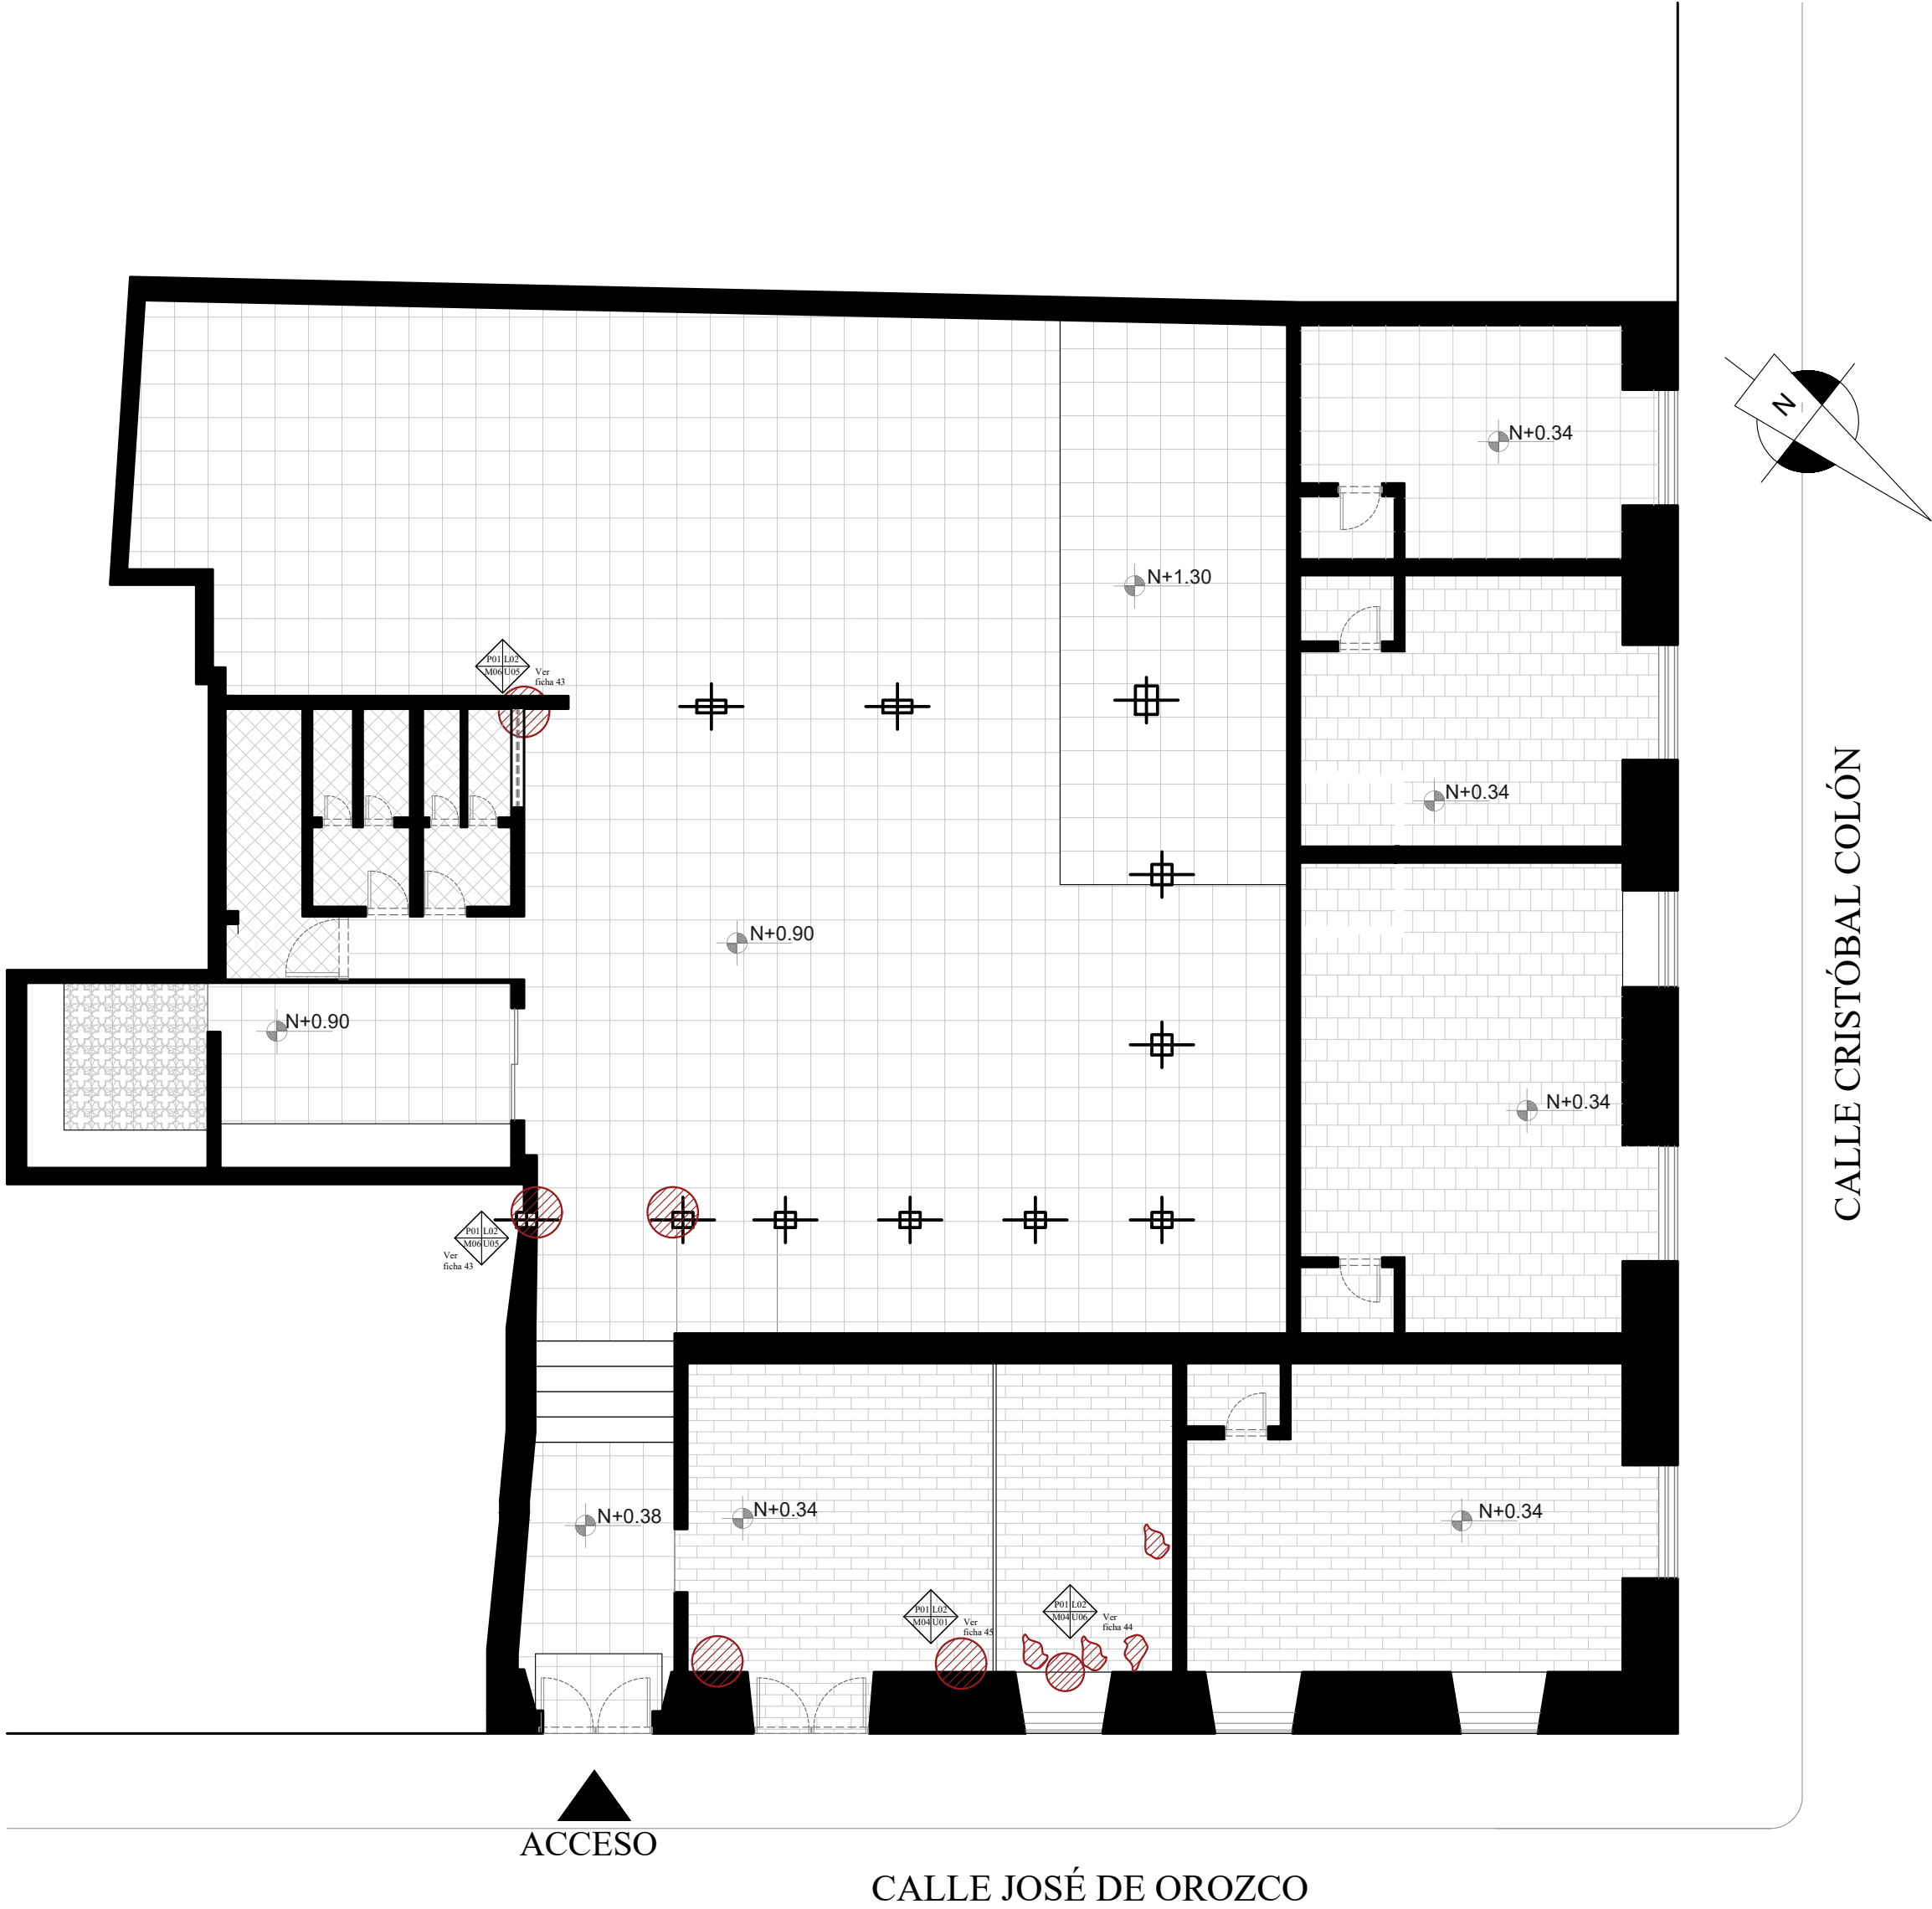 N
N+0.34
N+1.30
P01 L02
M06 U05
Ver
ficha 43
N+0.34
CALLE CRISTÓBAL COLÓN
N+0.90
N+0.90
N+0.34
P01 L02
M06 U05
Ver
ficha 43
N+0.38
N+0.34
N+0.34
P01 L02
M04 U01
Ver
ficha 45
P01 L02
M04 U06
Ver
ficha 44
ACCESO
CALLE JOSÉ DE OROZCO